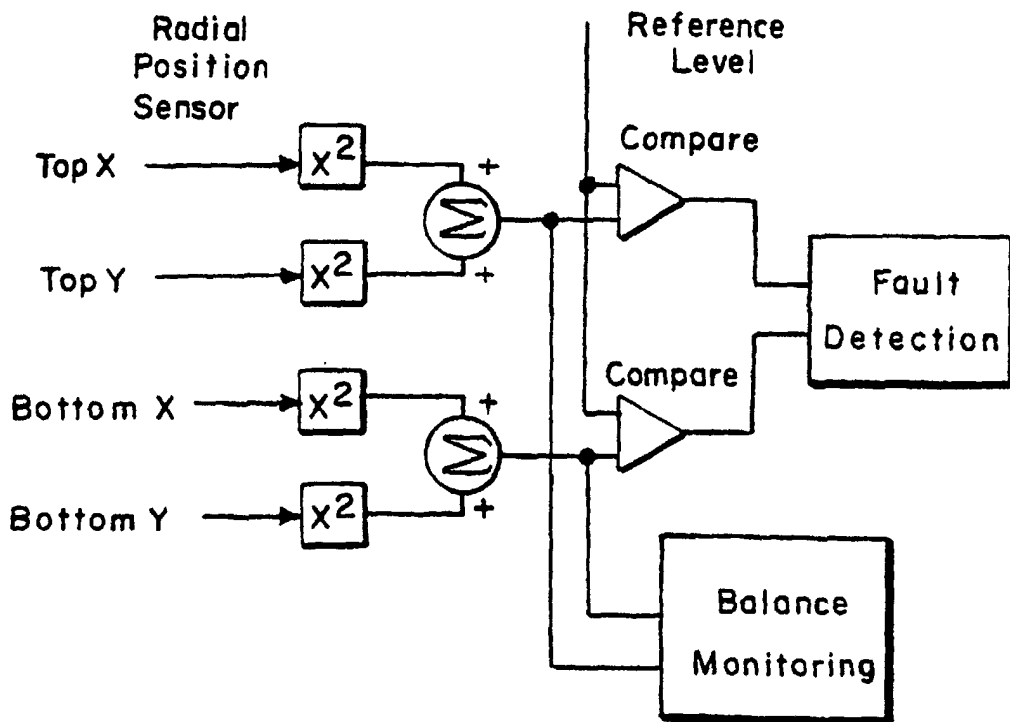 Radial
Position
Sensor
Reference
Level
Compare
Top X
X²
+
Σ
+
Top Y
X²
Fault
Detection
Compare
Bottom X
X²
+
Σ
+
Bottom Y
X²
Balance
Monitoring